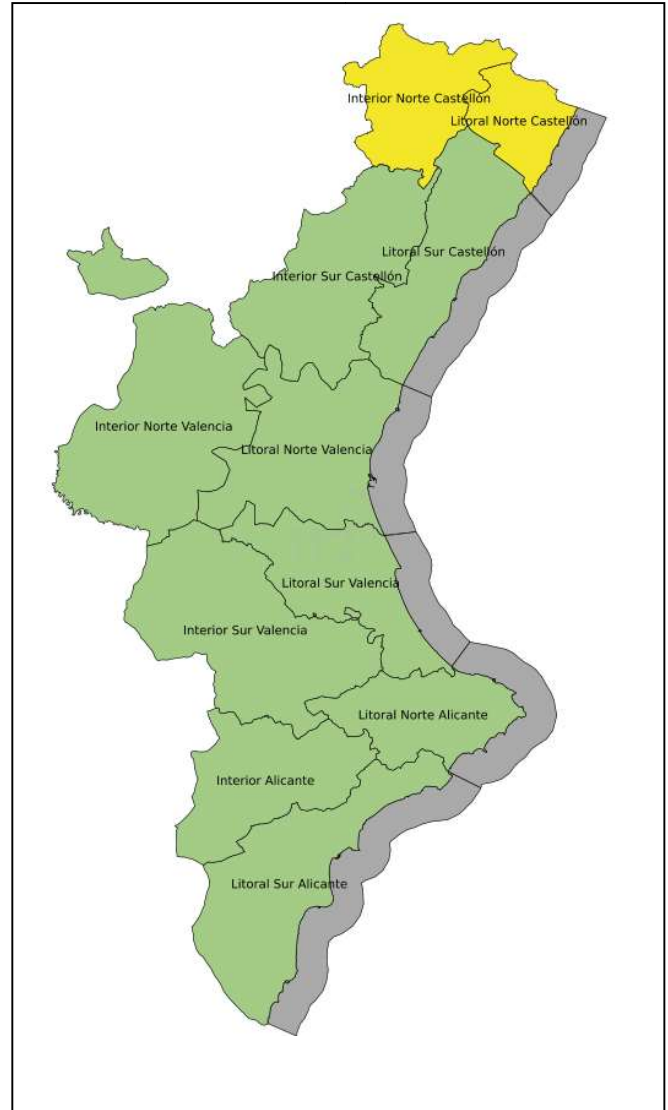 Interior Norte Castellón
Litoral Norte Castellón
Litoral Sur Castellón
Interior Sur Castellón
Interior Norte Valencia
Litoral Norte Valencia
Litoral Sur Valencia
Interior Sur Valencia
Litoral Norte Alicante
Interior Alicante
Litoral Sur Alicante